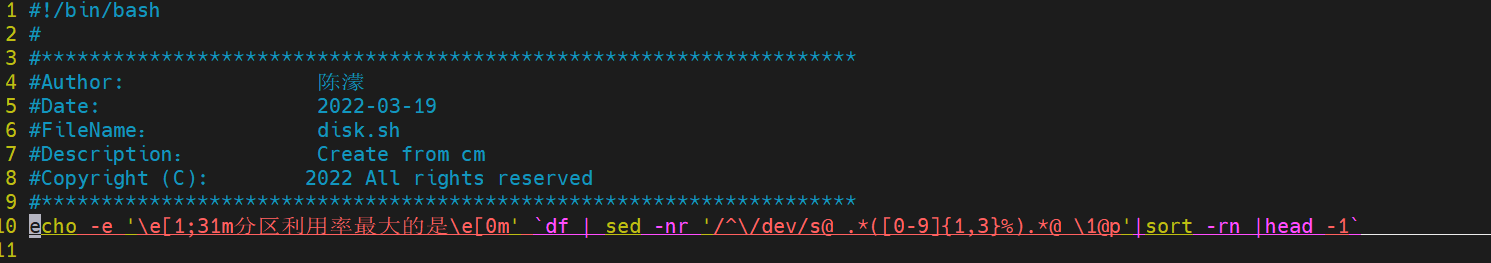 1 #!/bin/bash
2 #
3 #********************************************************************
4 #Author: 陈濛
5 #Date: 2022-03-19
6 #FileName： disk.sh
7 #Description： Create from cm
8 #Copyright (C)： 2022 All rights reserved
9 #********************************************************************
10 echo -e '\e[1;31m分区利用率最大的是\e[0m' `df | sed -nr '/^\/dev/s@ .*([0-9]{1,3}%).*@ \1@p'|sort -rn |head -1`
11